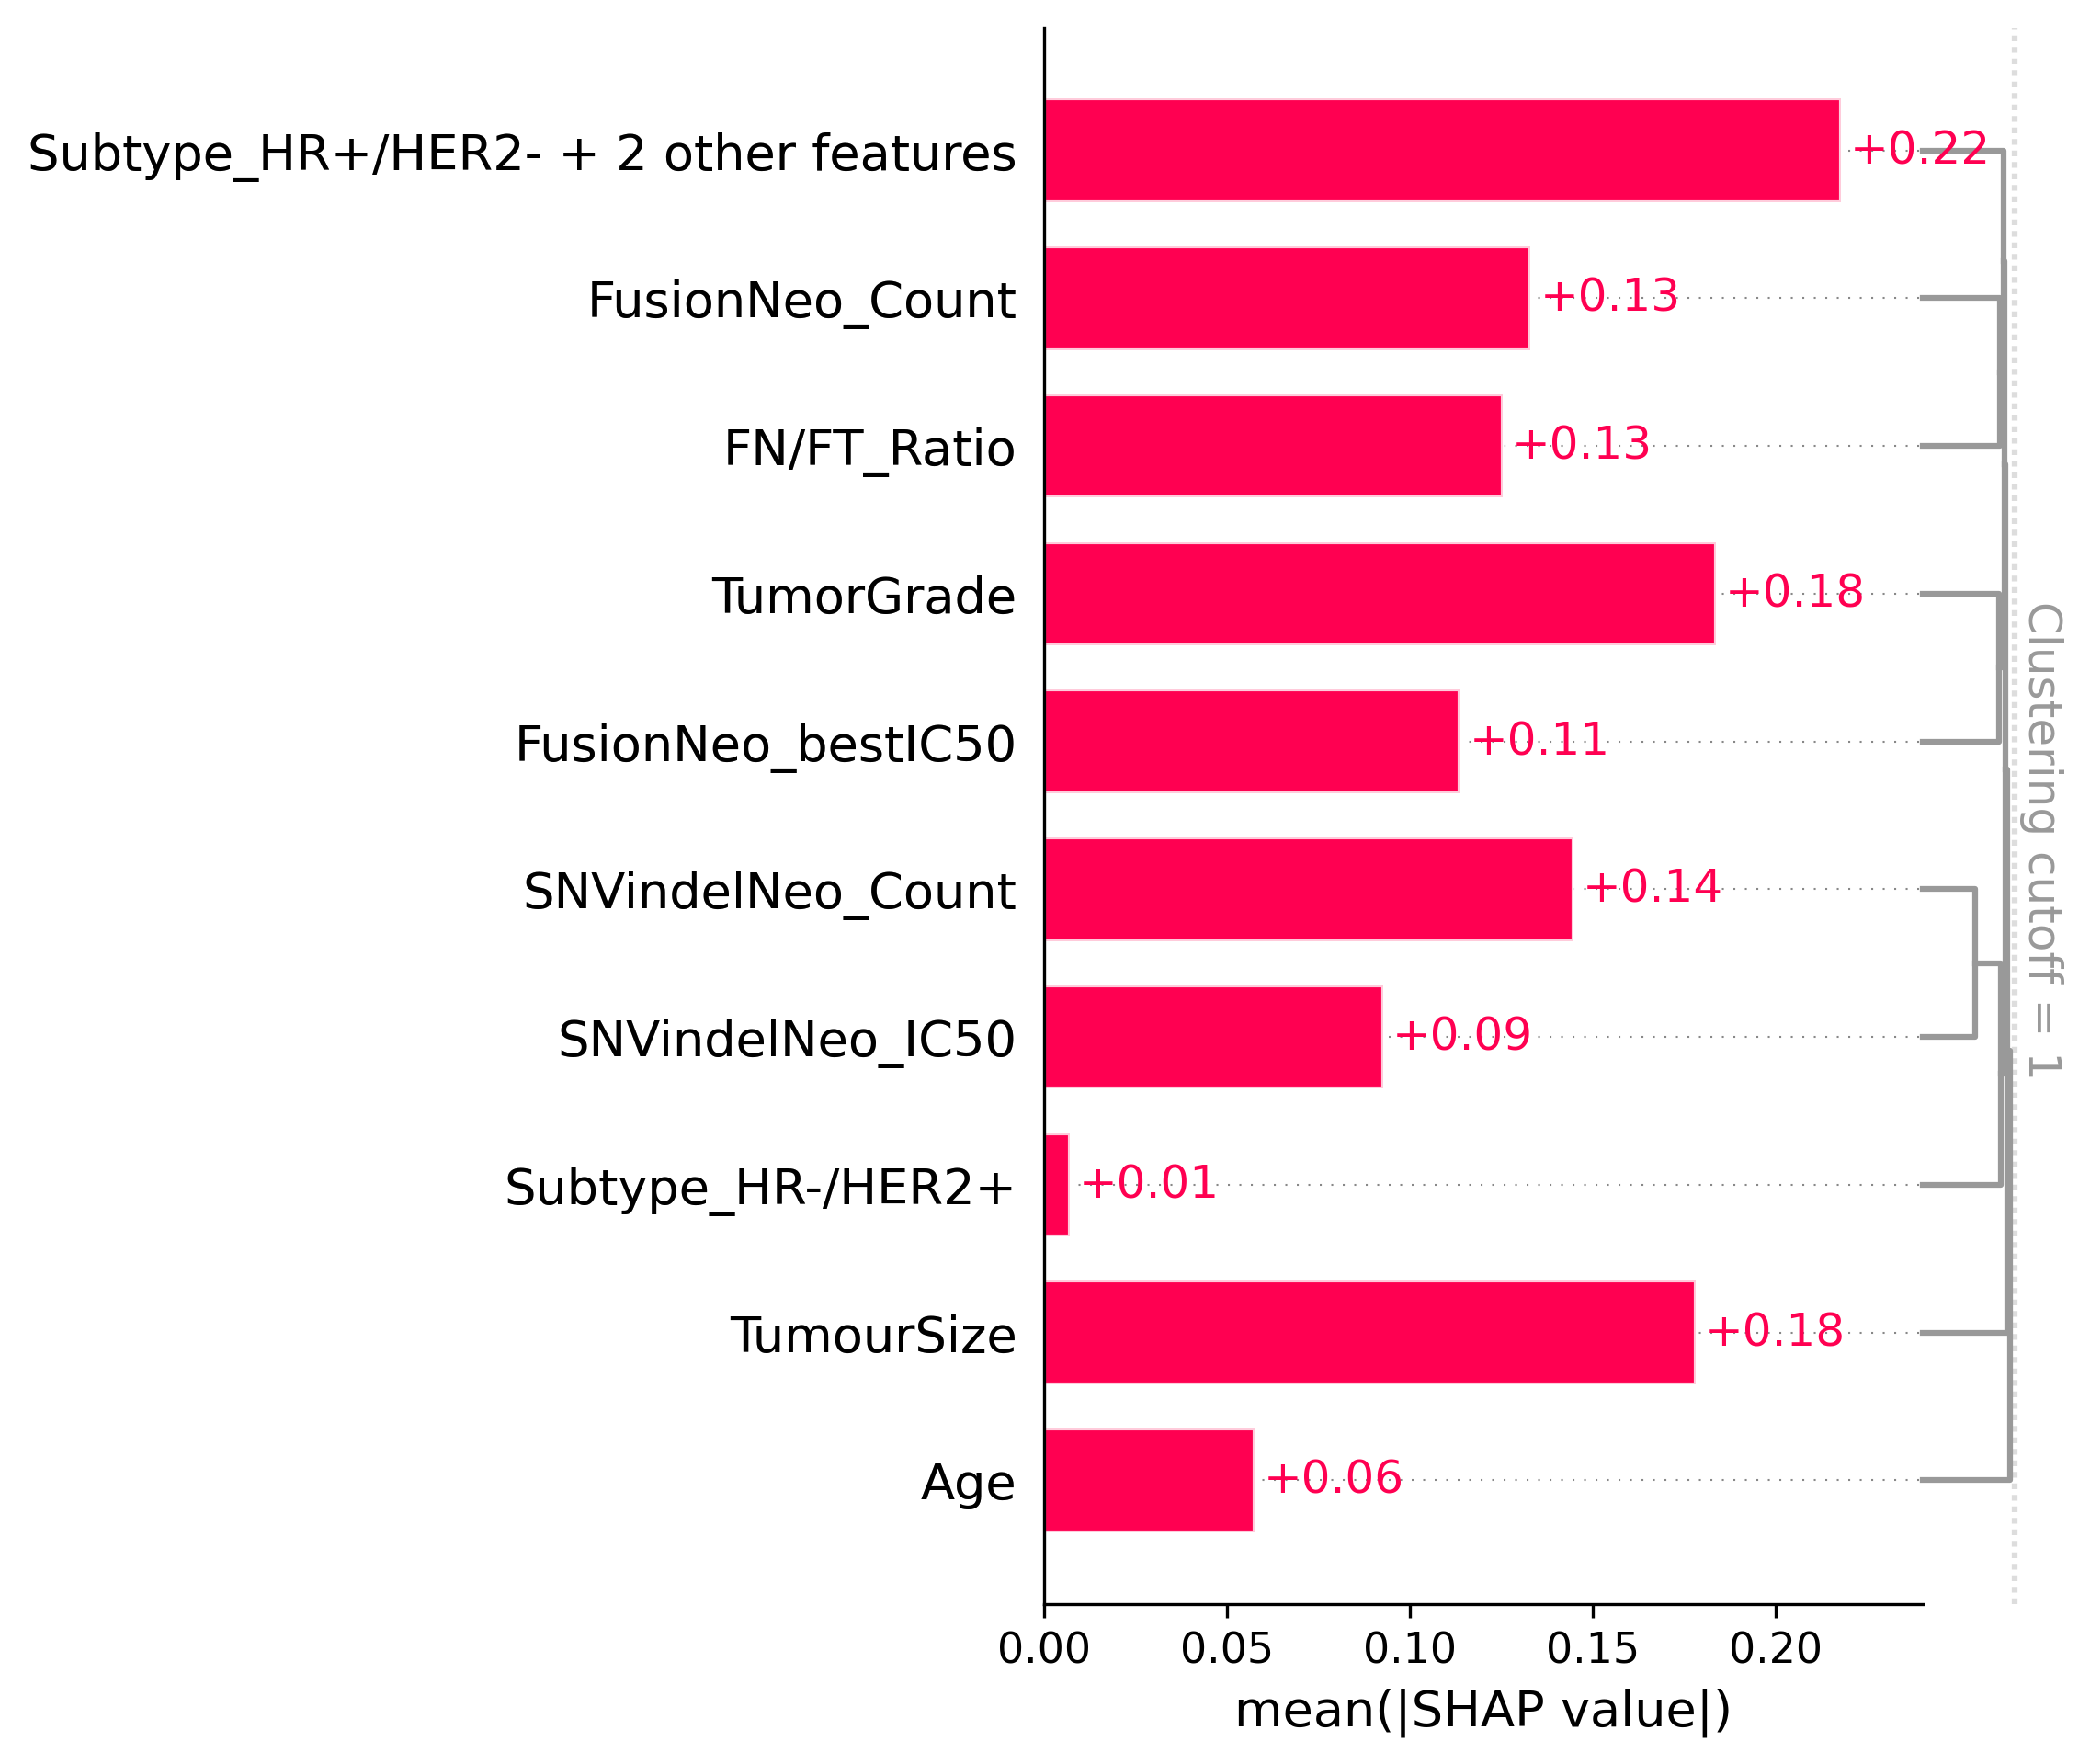 Subtype_HR+/HER2- + 2 other features
+0.22
FusionNeo_Count
+0.13
FN/FT_Ratio
+0.13
TumorGrade
+0.18
FusionNeo_bestIC50
+0.11
SNVindelNeo_Count
+0.14
SNVindelNeo_IC50
+0.09
Subtype_HR-/HER2+
+0.01
TumourSize
+0.18
Age
+0.06
Clustering cutoff = 1
0.00 0.05 0.10 0.15 0.20
mean(|SHAP value|)